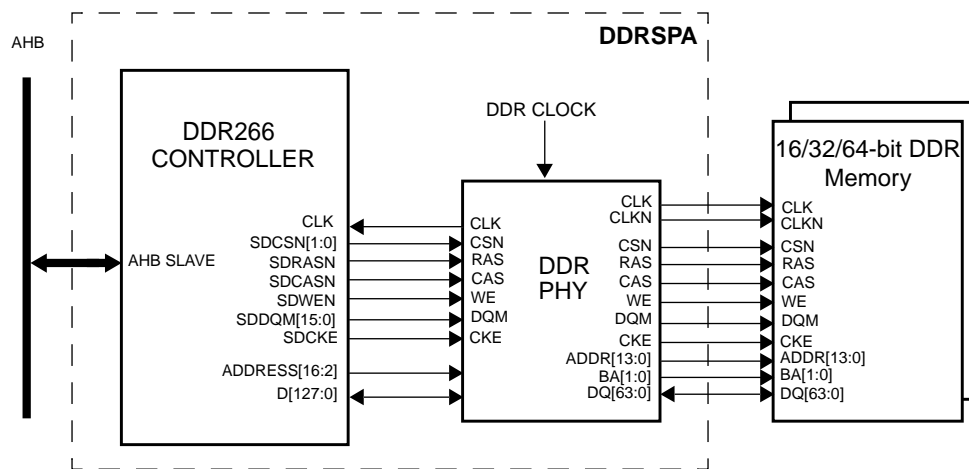 AHB
DDRSPA
DDR266
CONTROLLER
AHB SLAVE
CLK
SDCSN[1:0]
SDRASN
SDCASN
SDWEN
SDDQM[15:0]
SDCKE
ADDRESS[16:2]
D[127:0]
DDR CLOCK
CLK
CSN
RAS
CAS
WE
DQM
CKE
DDR
PHY
CLK
CLKN
CSN
RAS
CAS
WE
DQM
CKE
ADDR[13:0]
BA[1:0]
DQ[63:0]
16/32/64-bit DDR
Memory
CLK
CLKN
CSN
RAS
CAS
WE
DQM
CKE
ADDR[13:0]
BA[1:0]
DQ[63:0]